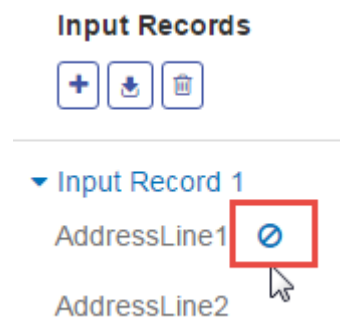 Input Records
Input Record 1
AddressLine1
AddressLine2